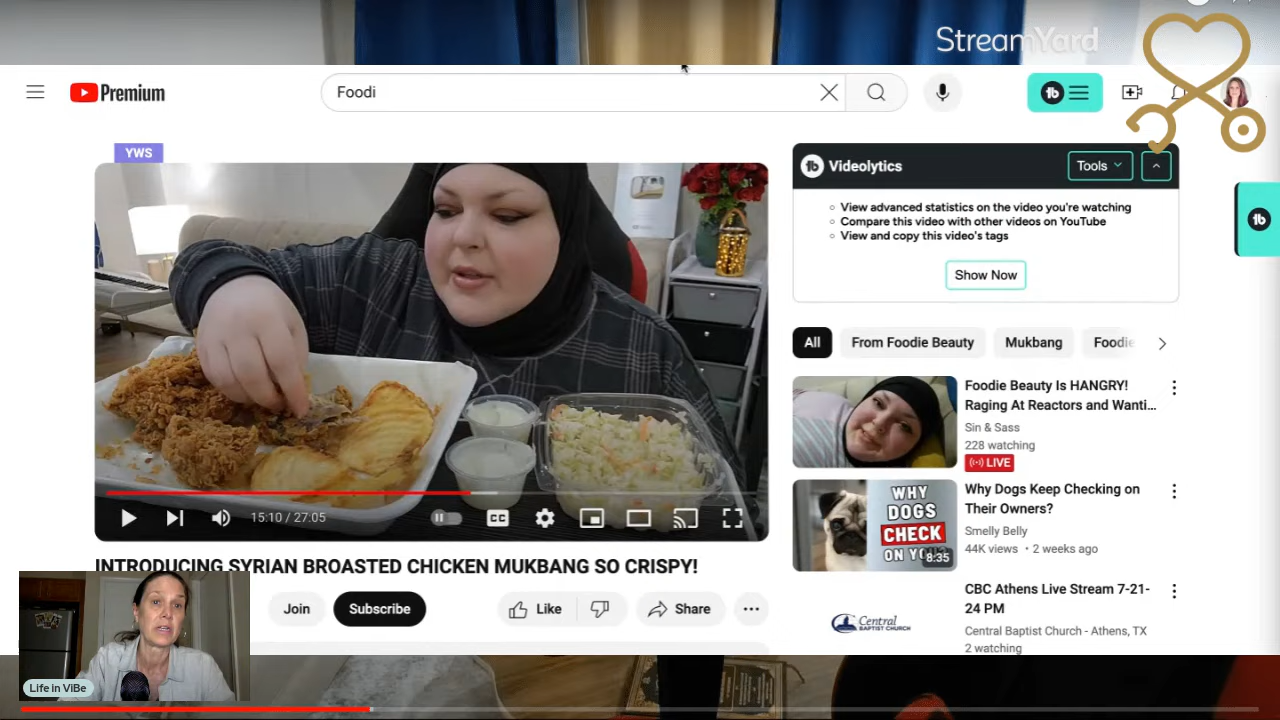 StreamYard
Premium
Foodi
YWS
Videolytics
Tools
View advanced statistics on the video you're watching
Compare this video with other videos on YouTube
View and copy this video's tags
Show Now
All
From Foodie Beauty
Mukbang
Foodie
Foodie Beauty Is HANGRY!
Raging At Reactors and Wanti...
Sin & Sass
228 watching
LIVE
15:10 / 27:05
CC
WHY
DOGS
CHECK
ON YO
8:35
Why Dogs Keep Checking on
Their Owners?
Smelly Belly
44K views • 2 weeks ago
INTRODUCING SYRIAN BROASTED CHICKEN MUKBANG SO CRISPY!
Join
Subscribe
Like
Share
Central
BAPTIST CHURCH
CBC Athens Live Stream 7-21-
24 PM
Central Baptist Church - Athens, TX
2 watching
Life in ViBe